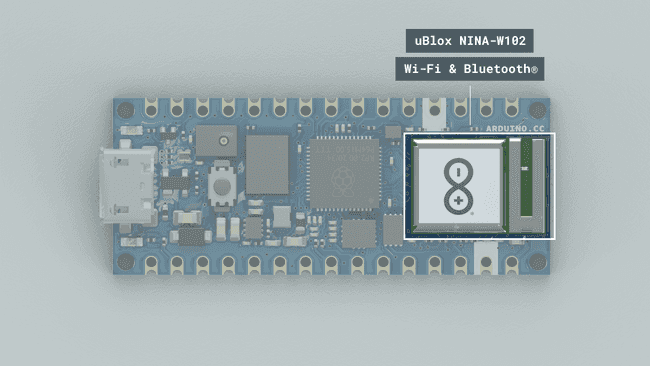 uBlox NINA-W102
Wi-Fi & Bluetooth®
ARDUINO.CC